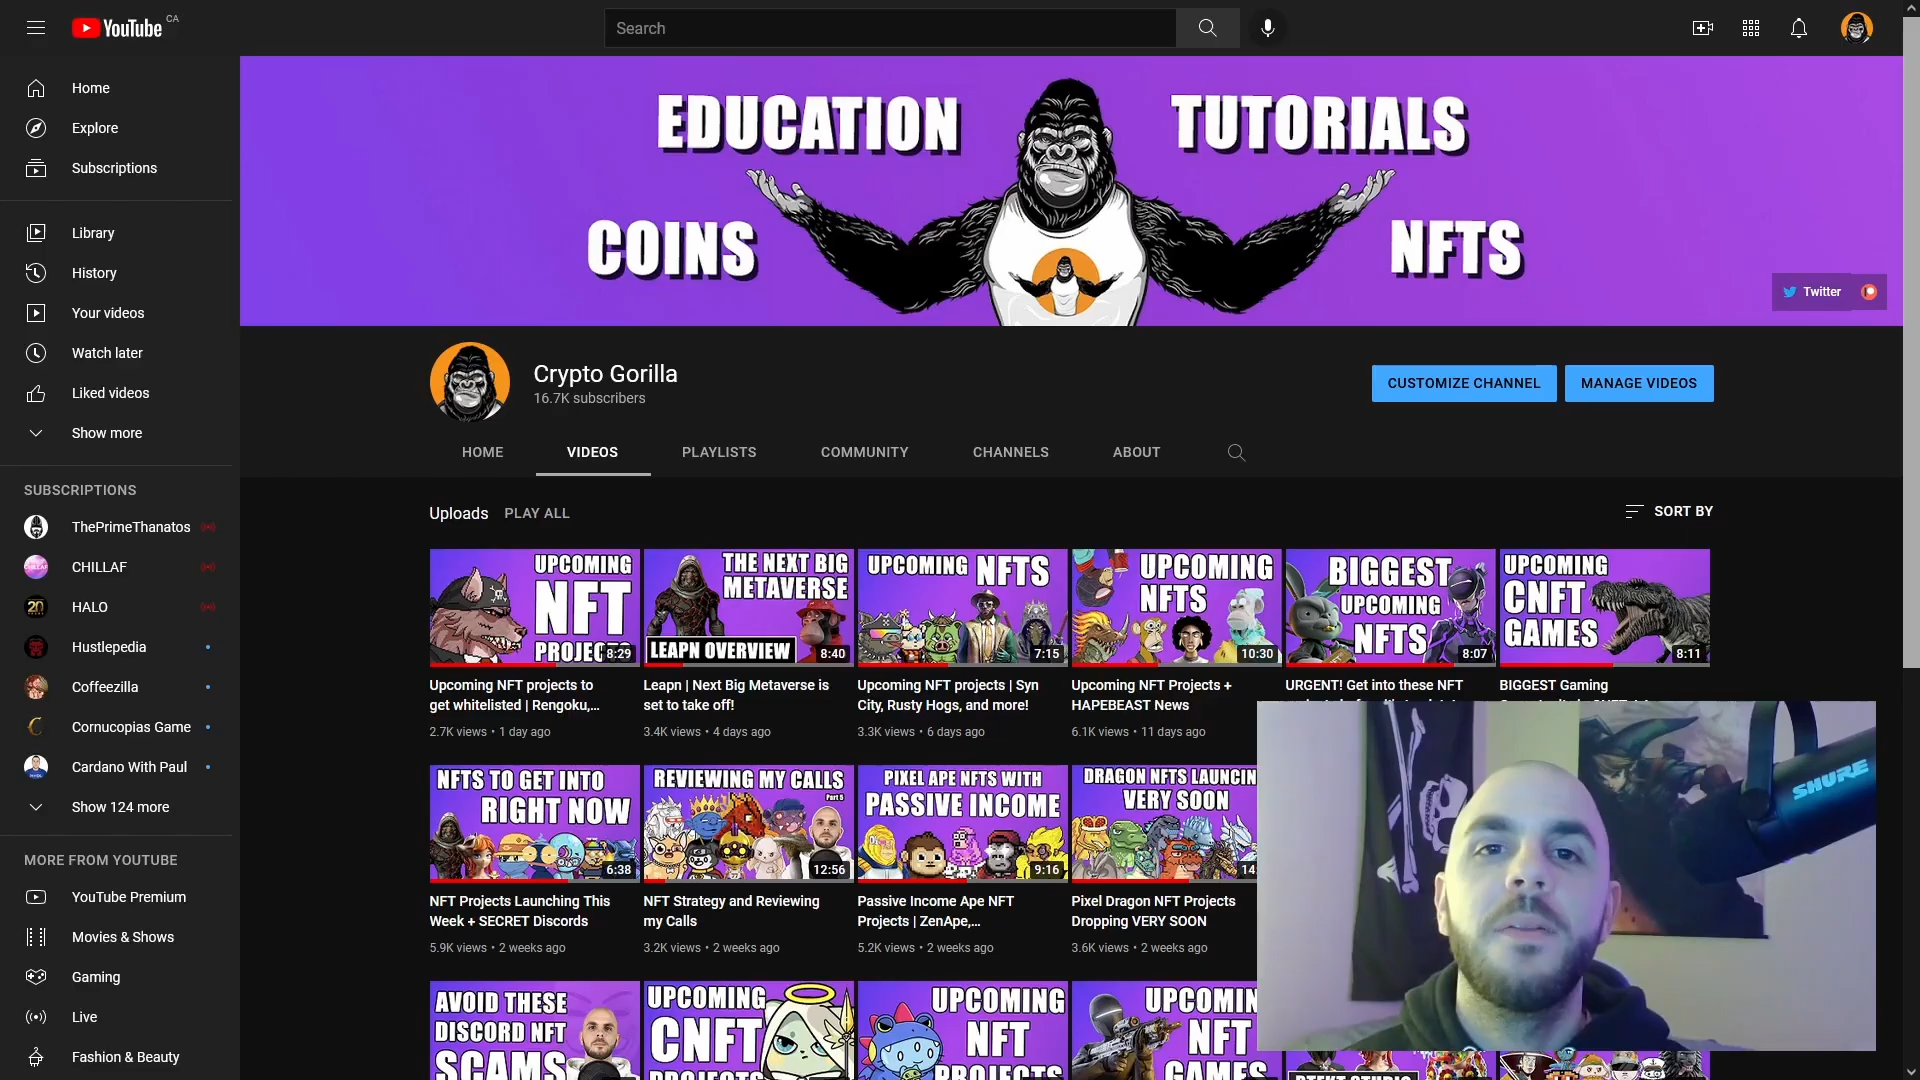 YouTube CA
Search
Home
Explore
Subscriptions
Library
History
Your videos
Watch later
Liked videos
Show more
SUBSCRIPTIONS
ThePrimeThanatos
CHILLAF
HALO
Hustlepedia
Coffeezilla
Cornucopias Game
Cardano With Paul
Show 124 more
MORE FROM YOUTUBE
YouTube Premium
Movies & Shows
Gaming
Live
Fashion & Beauty
EDUCATION
TUTORIALS
COINS
NFTS
Twitter
Crypto Gorilla
16.7K subscribers
CUSTOMIZE CHANNEL
MANAGE VIDEOS
HOME
VIDEOS
PLAYLISTS
COMMUNITY
CHANNELS
ABOUT
Uploads
PLAY ALL
SORT BY
UPCOMING
NFT
PROJEC
8:29
Upcoming NFT projects to
get whitelisted | Rengoku,...
2.7K views • 1 day ago
THE NEXT BIG
METAVERSE
LEAPN OVERVIEW
8:40
Leapn | Next Big Metaverse is
set to take off!
3.4K views • 4 days ago
UPCOMING NFTS
7:15
Upcoming NFT projects | Syn
City, Rusty Hogs, and more!
3.3K views • 6 days ago
UPCOMING
NFTS
10:30
Upcoming NFT Projects +
HAPEBEAST News
6.1K views • 11 days ago
BIGGEST
UPCOMING
NFTS
8:07
URGENT! Get into these NFT
UPCOMING
CNFT
GAMES
8:11
BIGGEST Gaming
NFTS TO GET INTO
RIGHT NOW
6:38
NFT Projects Launching This
Week + SECRET Discords
5.9K views • 2 weeks ago
REVIEWING MY CALLS
Part 5
12:56
NFT Strategy and Reviewing
my Calls
3.2K views • 2 weeks ago
PIXEL APE NFTS WITH
PASSIVE INCOME
9:16
Passive Income Ape NFT
Projects | ZenApe,...
5.2K views • 2 weeks ago
DRAGON NFTS LAUNCIN
VERY SOON
14:
Pixel Dragon NFT Projects
Dropping VERY SOON
3.6K views • 2 weeks ago
SHURE
AVOID THESE
DISCORD NFT
SCAMS
UPCOMING
CNFT
PROJECTS
UPCOMING
NFT
PROJECTS
UPCOMIN
NFT
GAMES